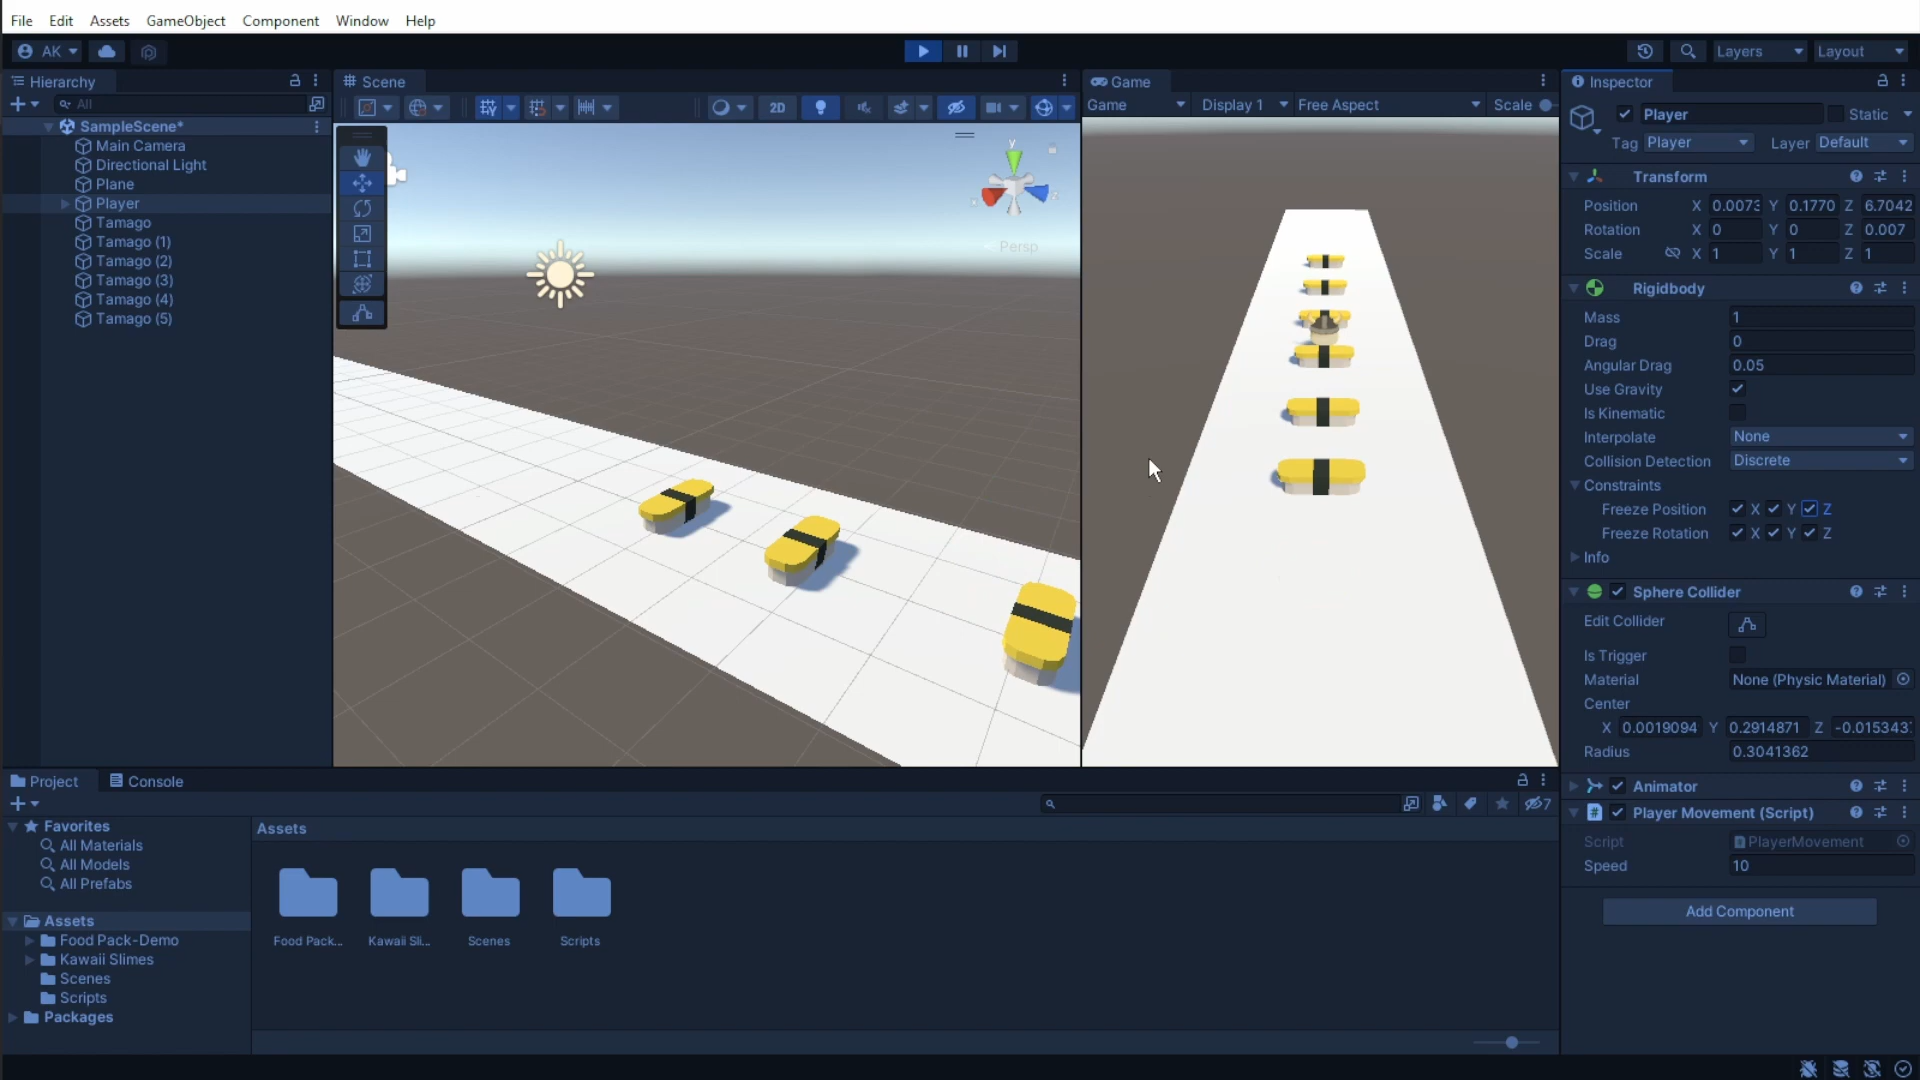 File Edit Assets GameObject Component Window Help
AK
Layers Layout
Hierarchy
All
SampleScene*
Main Camera
Directional Light
Plane
Player
Tamago
Tamago (1)
Tamago (2)
Tamago (3)
Tamago (4)
Tamago (5)
Scene
2D
y
x
z
Persp
Game
Game Display 1 Free Aspect Scale
Inspector
Player Static
Tag Player Layer Default
Transform
Position X 0.0073 Y 0.1770 Z 6.7042
Rotation X 0 Y 0 Z 0.007
Scale X 1 Y 1 Z 1
Rigidbody
Mass 1
Drag 0
Angular Drag 0.05
Use Gravity
Is Kinematic
Interpolate None
Collision Detection Discrete
Constraints
Freeze Position X Y Z
Freeze Rotation X Y Z
Info
Sphere Collider
Edit Collider
Is Trigger
Material None (Physic Material)
Center
X 0.0019094 Y 0.2914871 Z -0.015343
Radius 0.3041362
Animator
# Player Movement (Script)
Script PlayerMovement
Speed 10
Add Component
Project Console
7
Favorites
All Materials
All Models
All Prefabs
Assets
Food Pack-Demo
Kawaii Slimes
Scenes
Scripts
Packages
Assets
Food Pack... Kawaii Sli... Scenes Scripts